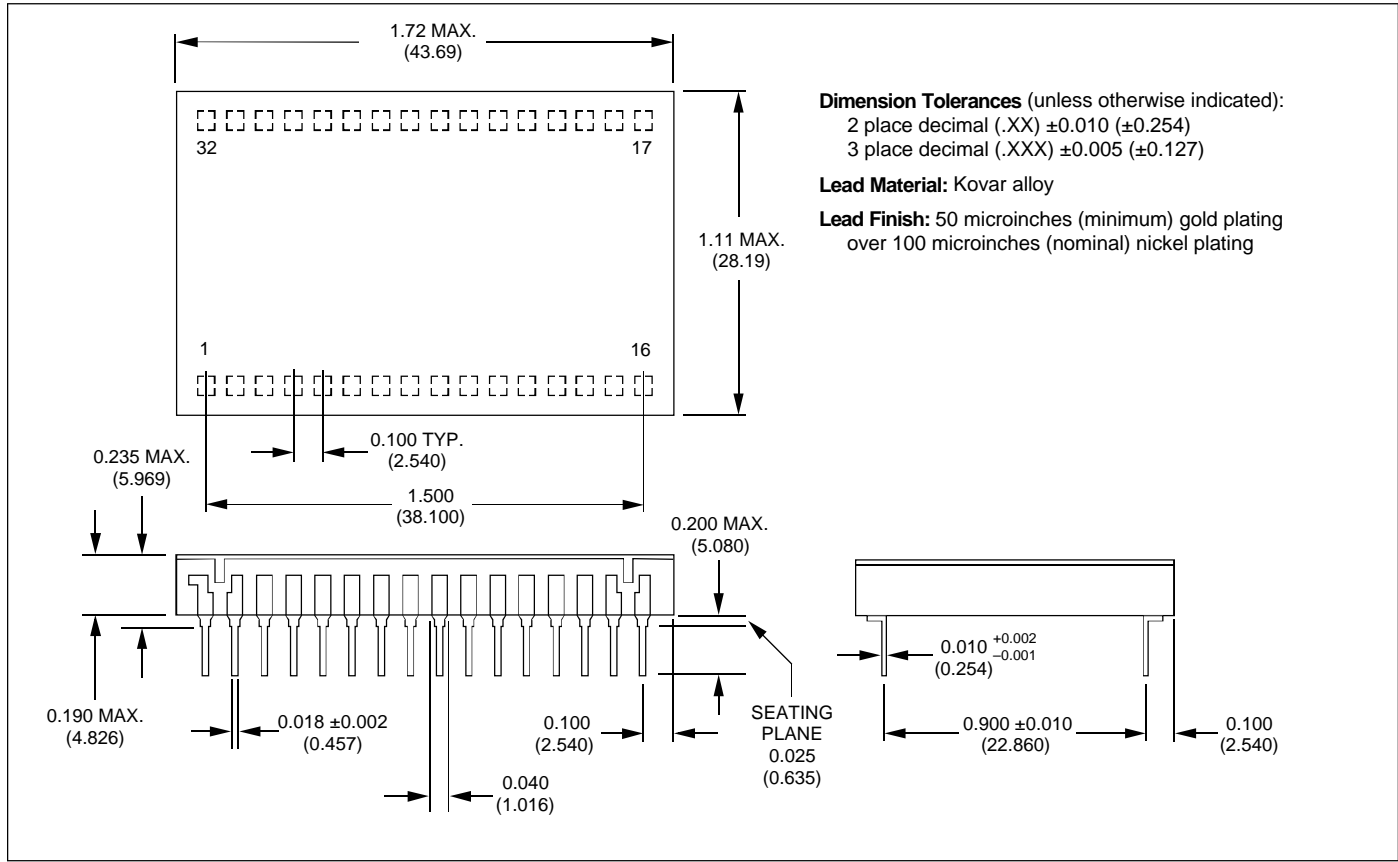 1.72 MAX.
(43.69)
Dimension Tolerances (unless otherwise indicated):
2 place decimal (.XX) ±0.010 (±0.254)
3 place decimal (.XXX) ±0.005 (±0.127)
Lead Material: Kovar alloy
Lead Finish: 50 microinches (minimum) gold plating
over 100 microinches (nominal) nickel plating
32
17
1.11 MAX.
(28.19)
1
16
0.100 TYP.
(2.540)
0.235 MAX.
(5.969)
1.500
(38.100)
0.200 MAX.
(5.080)
0.190 MAX.
(4.826)
0.018 ±0.002
(0.457)
0.040
(1.016)
0.100
(2.540)
SEATING
PLANE
0.025
(0.635)
0.010 +0.002
(0.254) –0.001
0.900 ±0.010
(22.860)
0.100
(2.540)